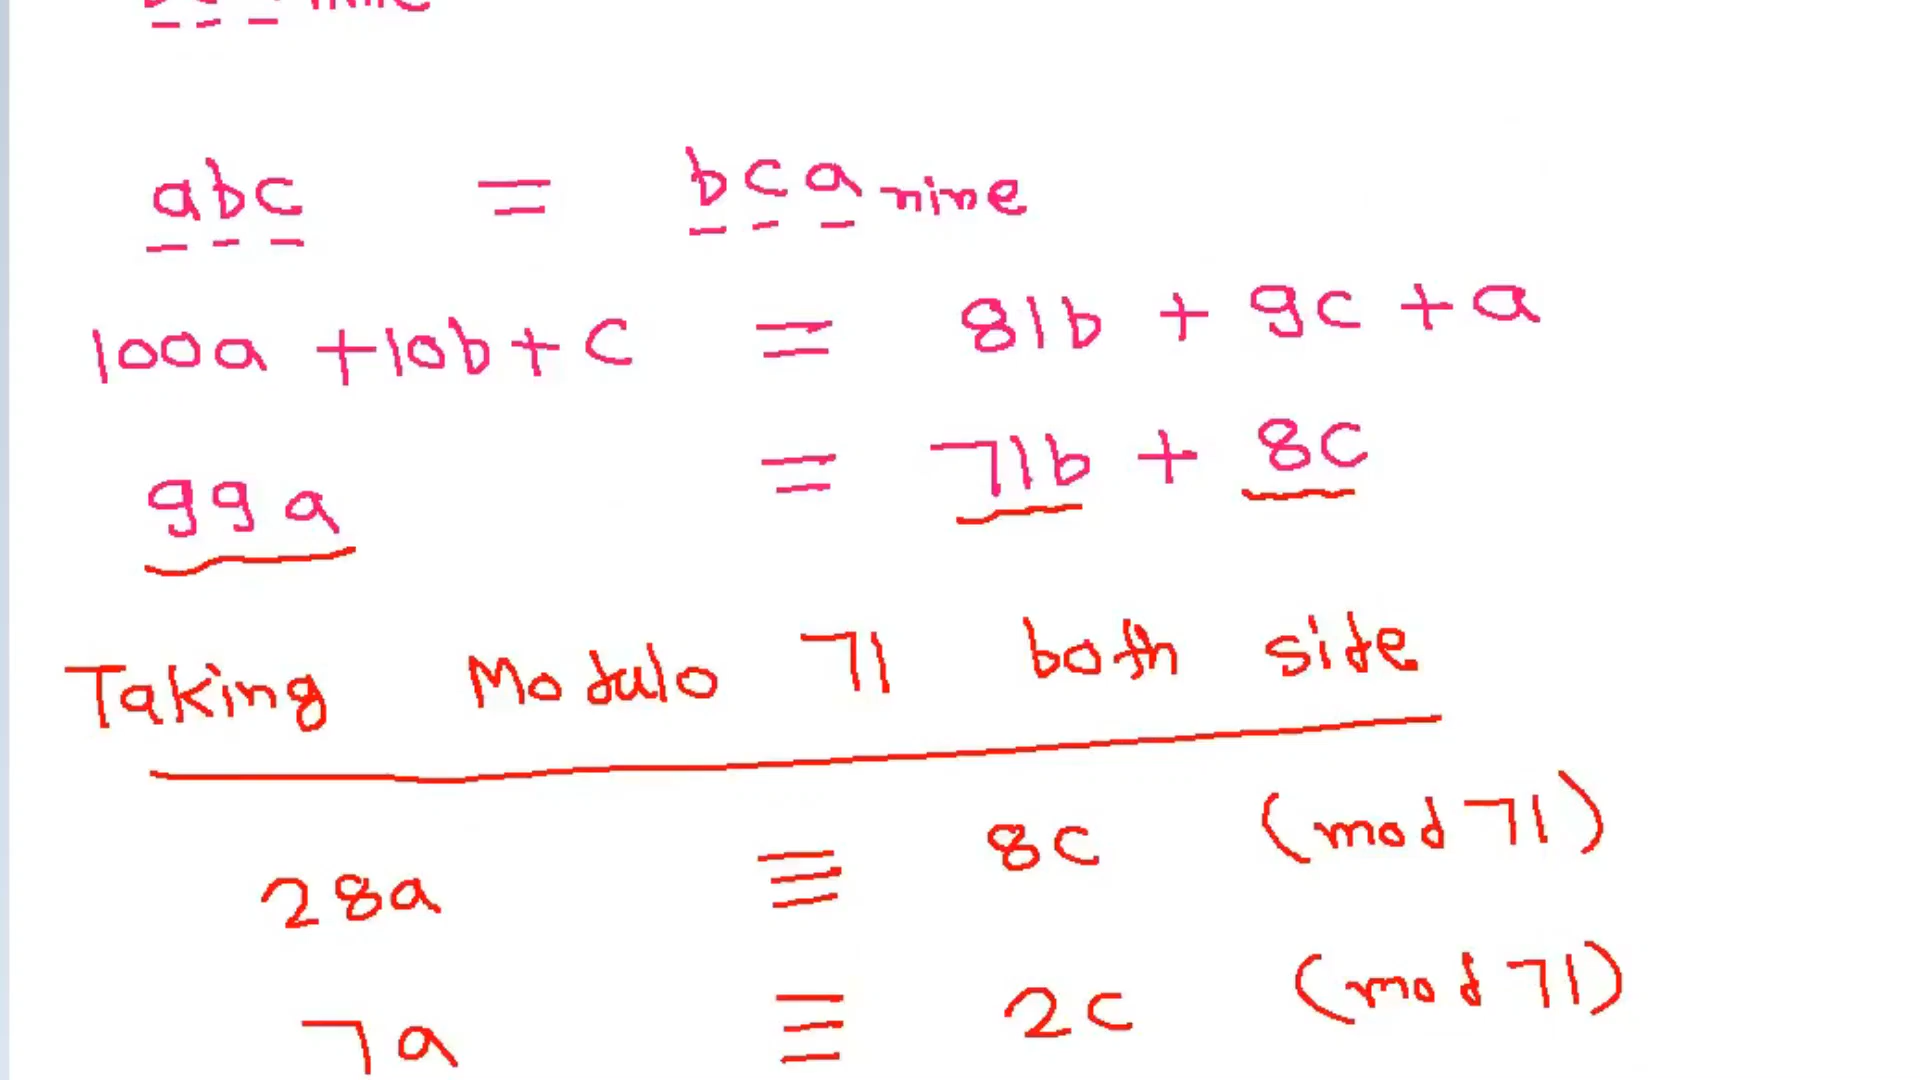 abc = bca nine
100a + 10b + c = 81b + 9c + a
99a = 71b + 8c
Taking Modulo 71 both side
28a ≡ 8c (mod 71)
7a ≡ 2c (mod 71)